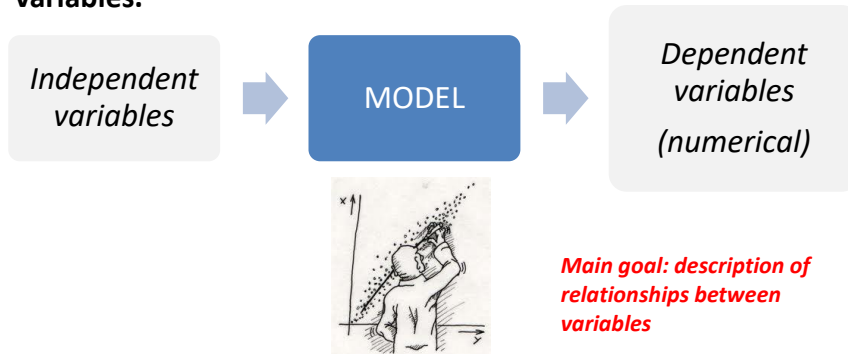 variables.
Independent
variables
MODEL
Dependent
variables
(numerical)
x
y
Main goal: description of
relationships between
variables